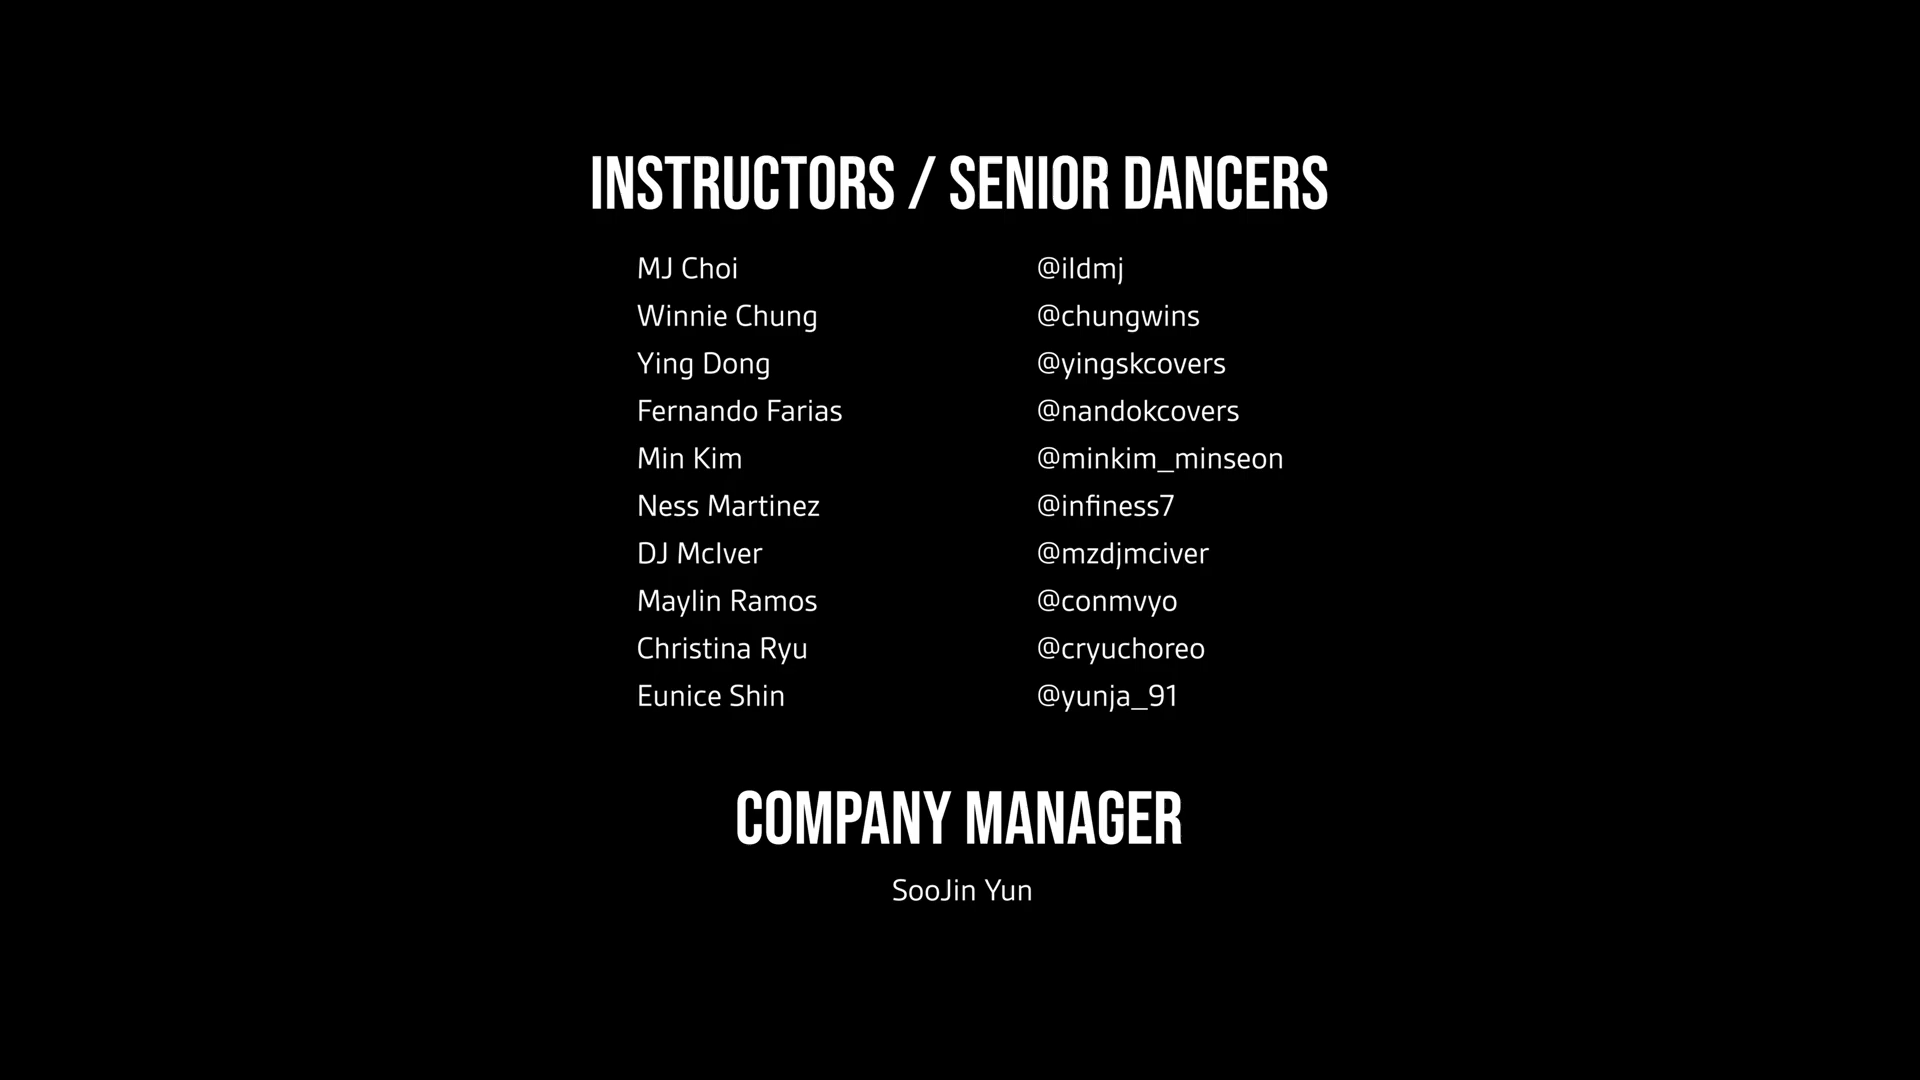 INSTRUCTORS / SENIOR DANCERS
MJ Choi @ildmj
Winnie Chung @chungwins
Ying Dong @yingskcovers
Fernando Farias @nandokcovers
Min Kim @minkim_minseon
Ness Martinez @infiness7
DJ McIver @mzdjmciver
Maylin Ramos @conmvyo
Christina Ryu @cryuchoreo
Eunice Shin @yunja_91
COMPANY MANAGER
SooJin Yun